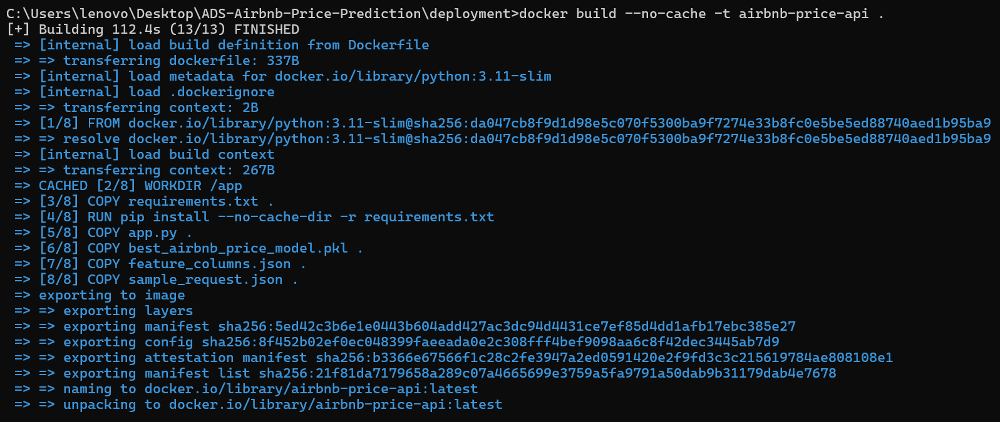 C:\Users\lenovo\Desktop\ADS-Airbnb-Price-Prediction\deployment>docker build --no-cache -t airbnb-price-api .
[+] Building 112.4s (13/13) FINISHED
=> [internal] load build definition from Dockerfile
=> => transferring dockerfile: 337B
=> [internal] load metadata for docker.io/library/python:3.11-slim
=> [internal] load .dockerignore
=> => transferring context: 2B
=> [1/8] FROM docker.io/library/python:3.11-slim@sha256:da047cb8f9d1d98e5c070f5300ba9f7274e33b8fc0e5be5ed88740aed1b95ba9
=> => resolve docker.io/library/python:3.11-slim@sha256:da047cb8f9d1d98e5c070f5300ba9f7274e33b8fc0e5be5ed88740aed1b95ba9
=> [internal] load build context
=> => transferring context: 267B
=> CACHED [2/8] WORKDIR /app
=> [3/8] COPY requirements.txt .
=> [4/8] RUN pip install --no-cache-dir -r requirements.txt
=> [5/8] COPY app.py .
=> [6/8] COPY best_airbnb_price_model.pkl .
=> [7/8] COPY feature_columns.json .
=> [8/8] COPY sample_request.json .
=> exporting to image
=> => exporting layers
=> => exporting manifest sha256:5ed42c3b6e1e0443b604add427ac3dc94d4431ce7ef85d4dd1afb17ebc385e27
=> => exporting config sha256:8f452b02ef0ec048399faeeada0e2c308fff4bef9098aa6c8f42dec3445ab7d9
=> => exporting attestation manifest sha256:b3366e67566f1c28c2fe3947a2ed0591420e2f9fd3c3c215619784ae808108e1
=> => exporting manifest list sha256:21f81da7179658a289c07a4665699e3759a5fa9791a50dab9b31179dab4e7678
=> => naming to docker.io/library/airbnb-price-api:latest
=> => unpacking to docker.io/library/airbnb-price-api:latest